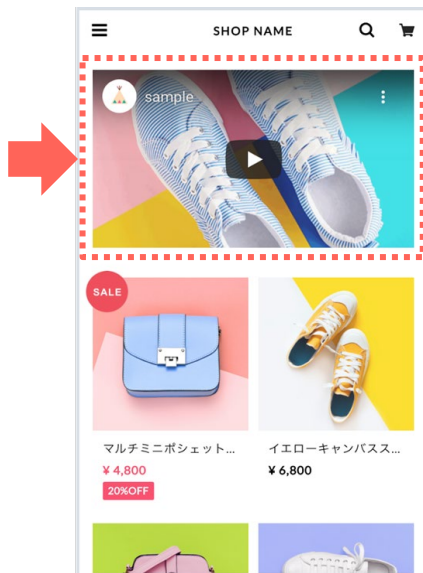 SHOP NAME
sample
SALE
マルチミニポシェット...
¥ 4,800
20%OFF
イエローキャンバスス...
¥ 6,800